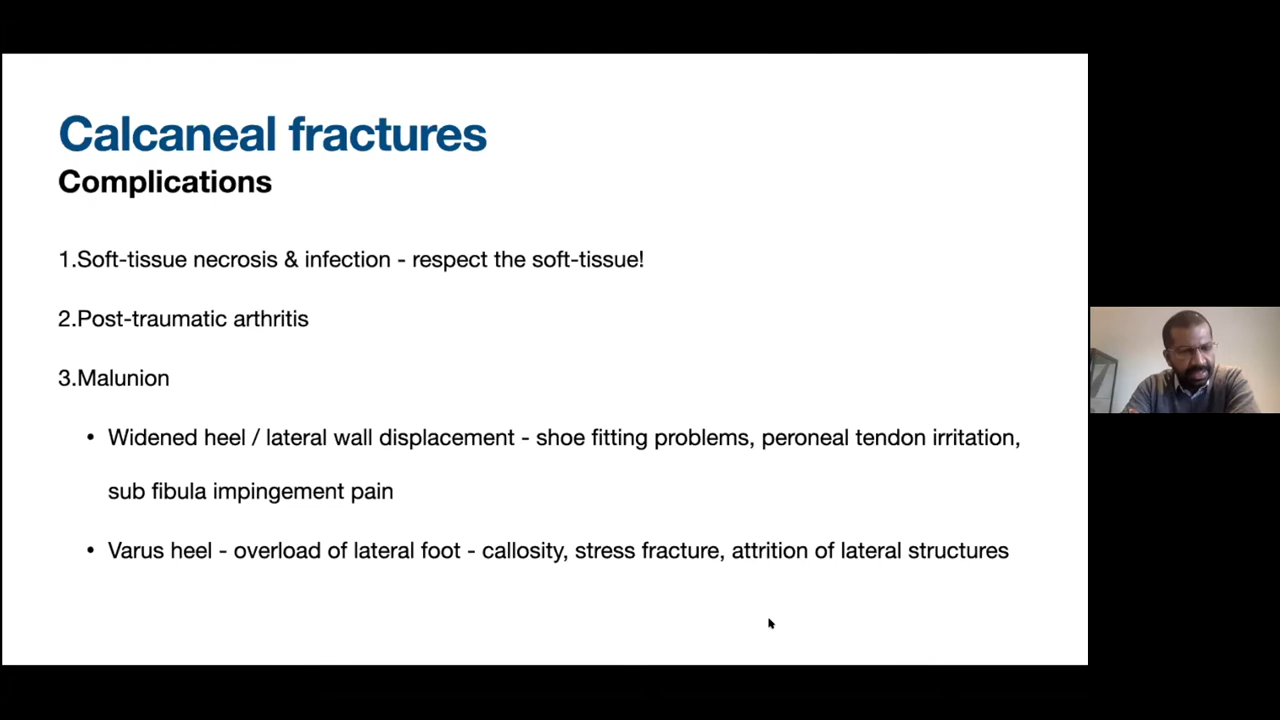 Calcaneal fractures
Complications
1.Soft-tissue necrosis & infection - respect the soft-tissue!
2.Post-traumatic arthritis
3.Malunion
• Widened heel / lateral wall displacement - shoe fitting problems, peroneal tendon irritation,
sub fibula impingement pain
• Varus heel - overload of lateral foot - callosity, stress fracture, attrition of lateral structures